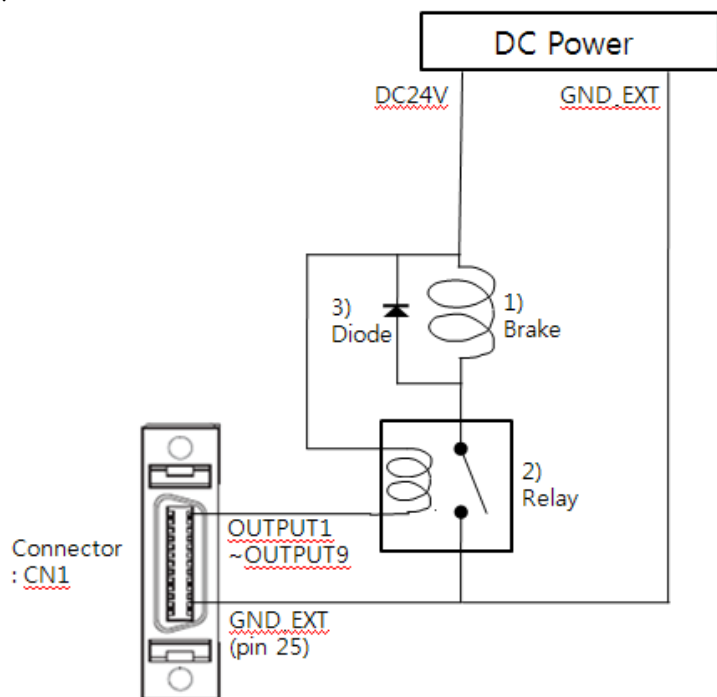 DC Power
DC24V
GND_EXT
3)
Diode
1)
Brake
2)
Relay
Connector
: CN1
OUTPUT1
~OUTPUT9
GND_EXT
(pin 25)